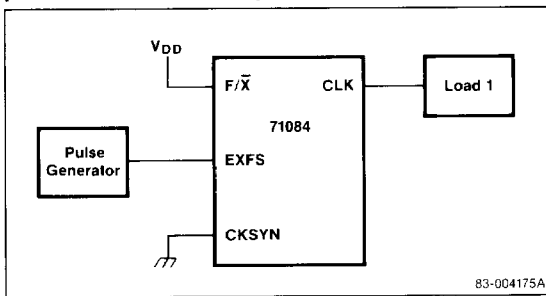 VDD
F/X̅
CLK
Load 1
71084
Pulse
Generator
EXFS
CKSYN
83-004175A